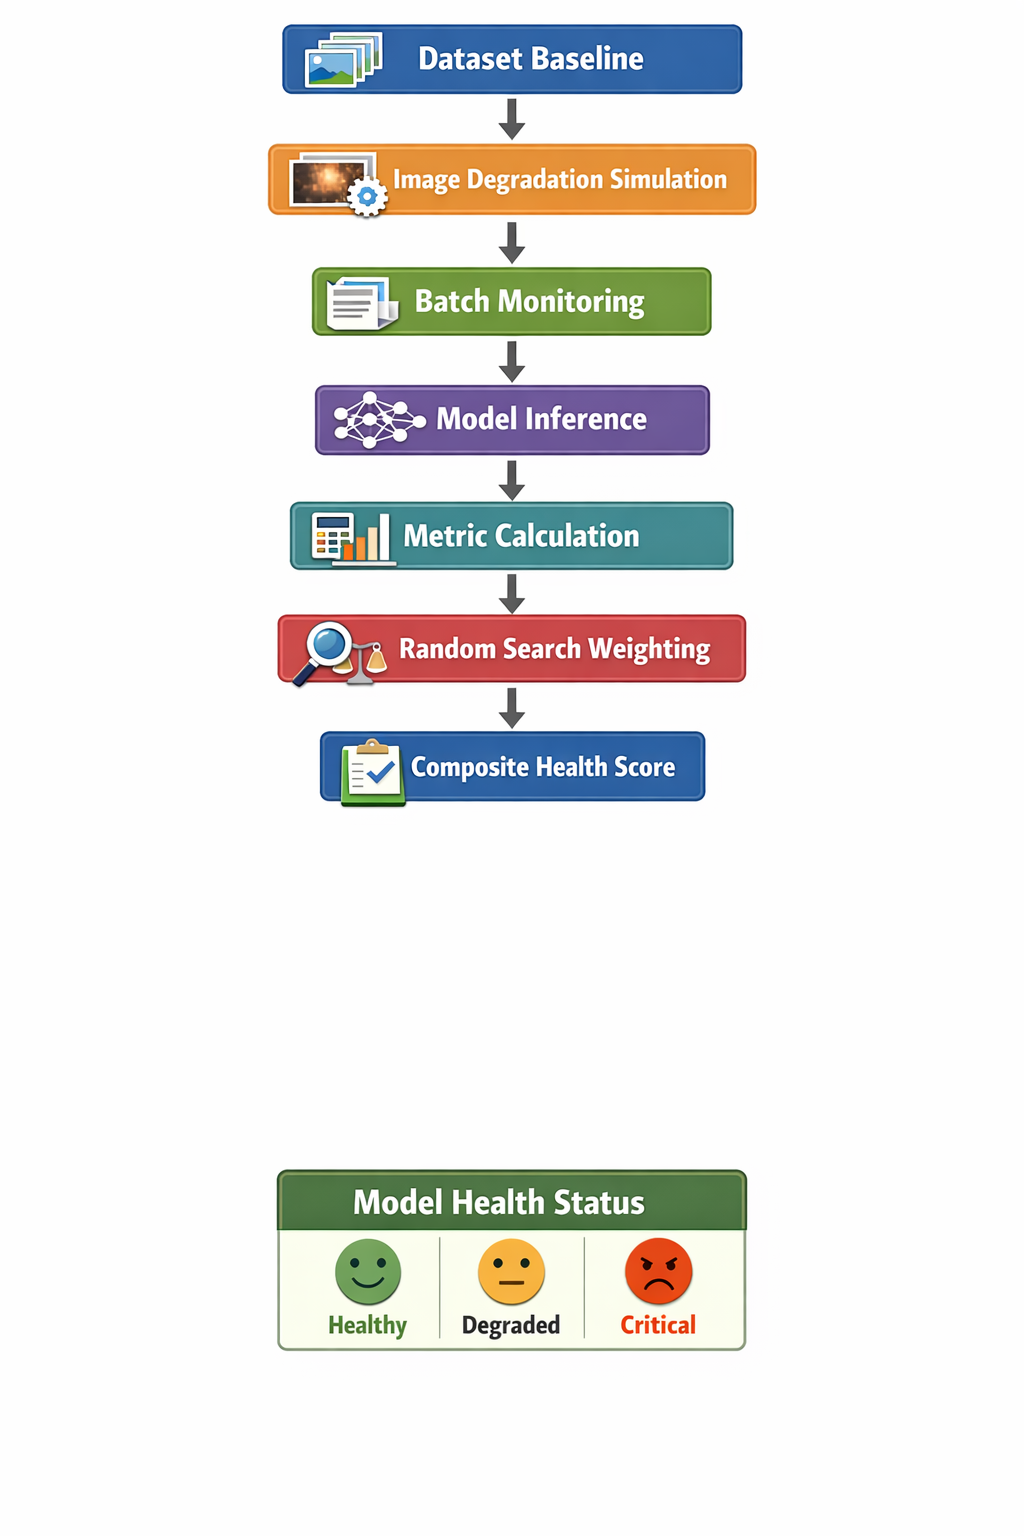 Dataset Baseline
Image Degradation Simulation
Batch Monitoring
Model Inference
Metric Calculation
Random Search Weighting
Composite Health Score
Model Health Status
Healthy
Degraded
Critical